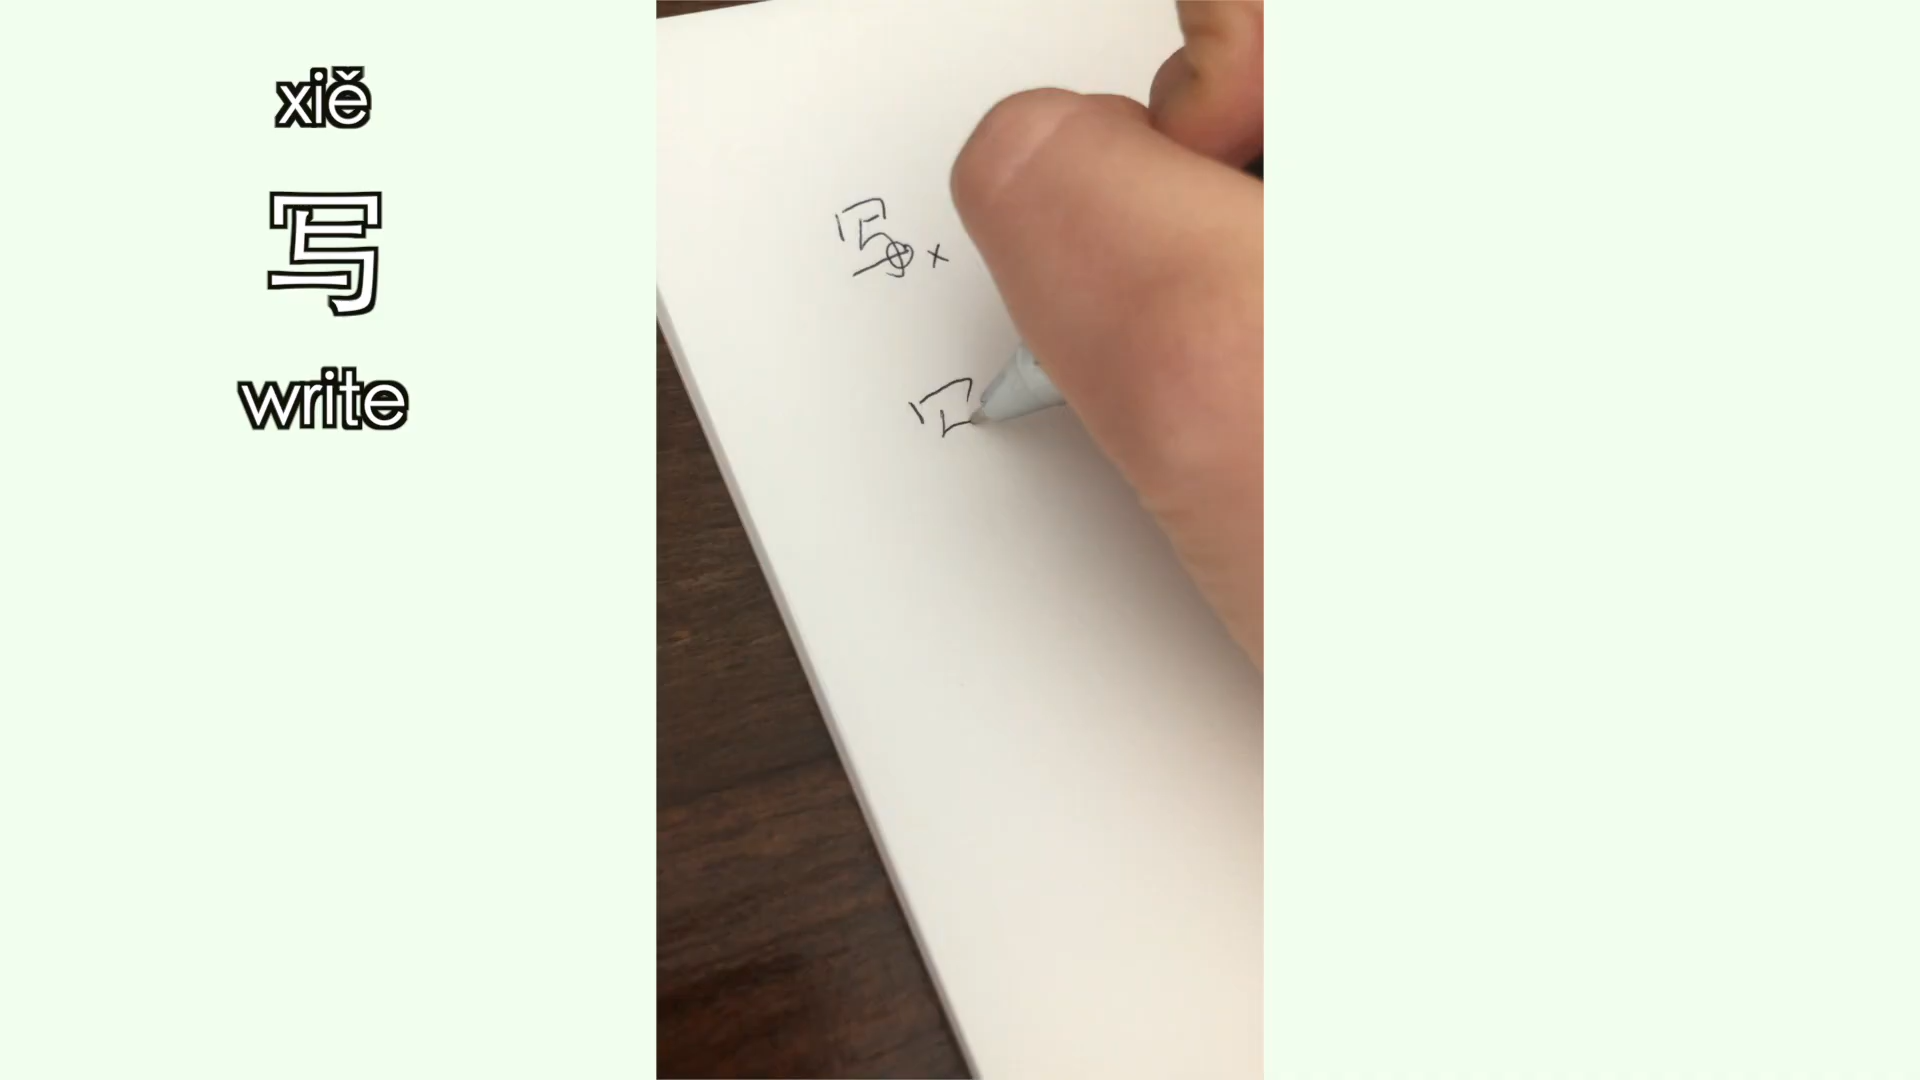 xiě
写
write
写 x